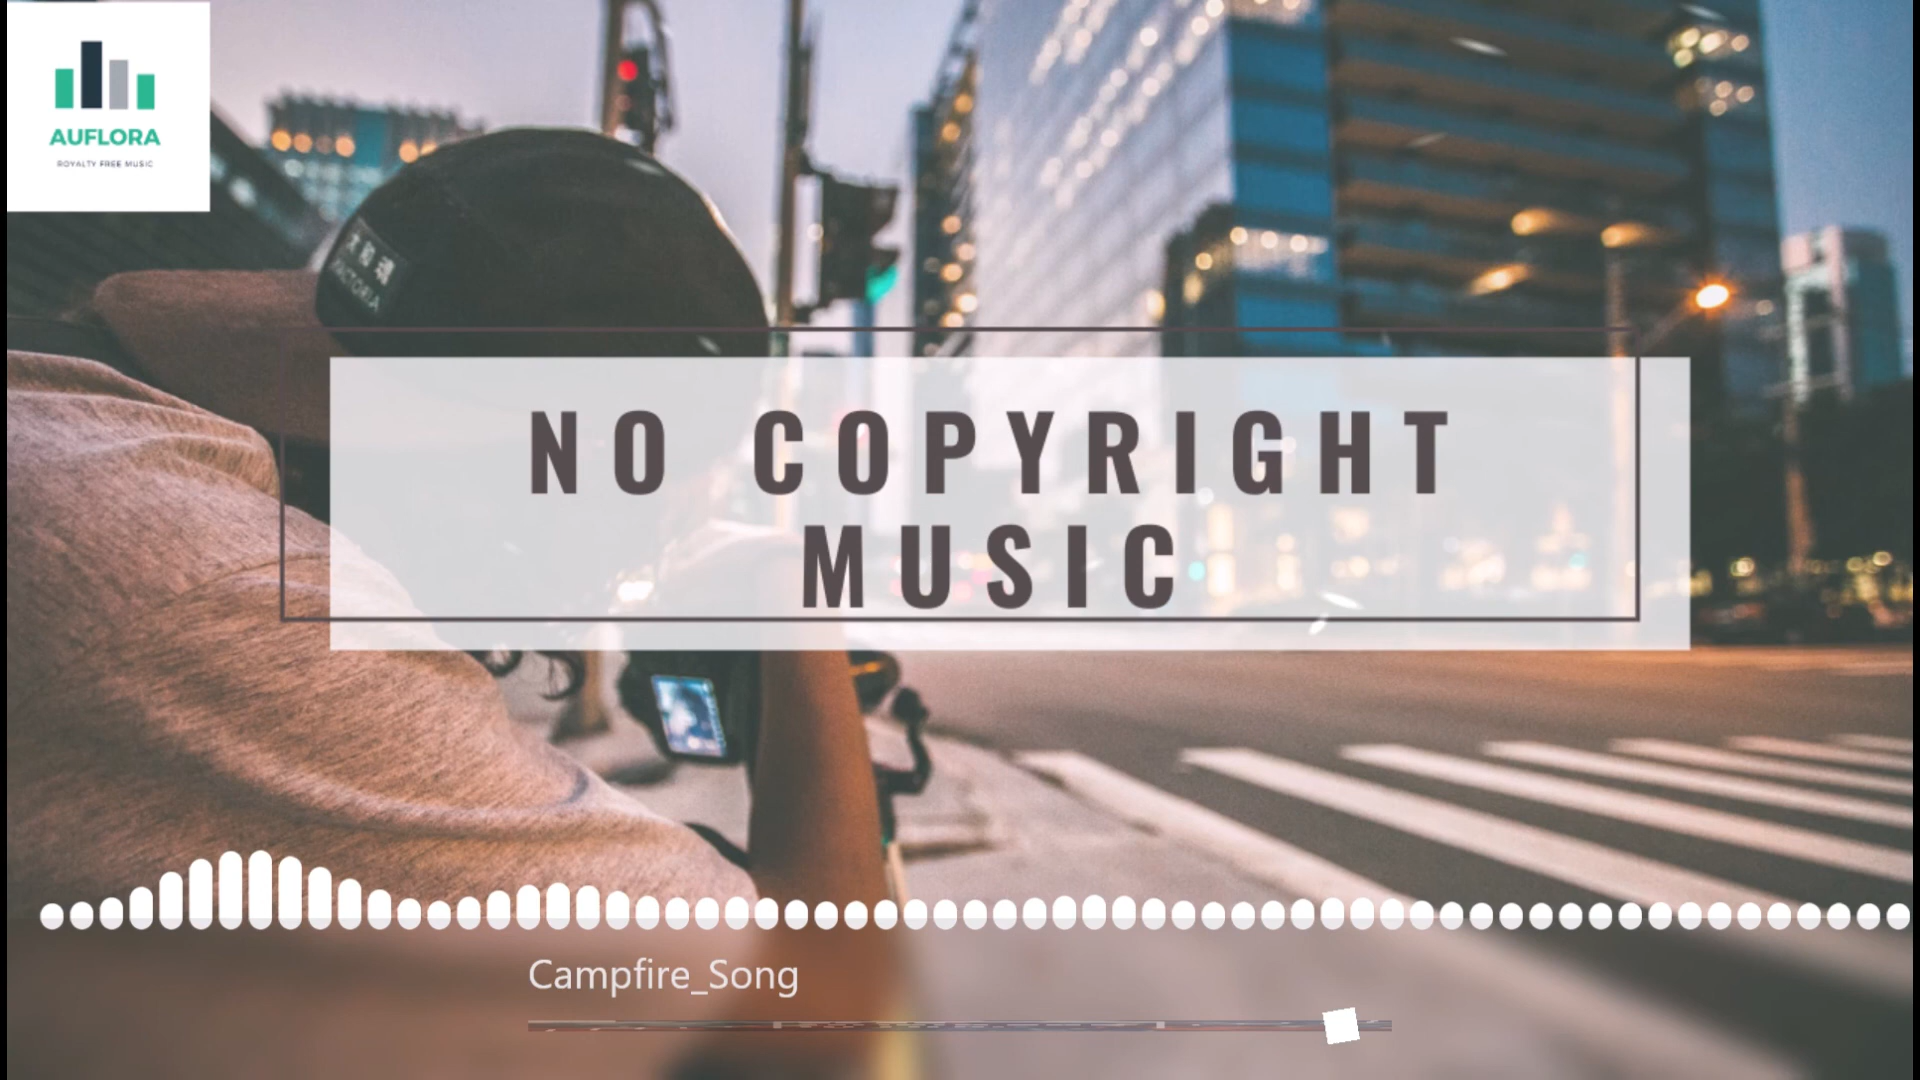 AUFLORA
ROYALTY FREE MUSIC
NO COPYRIGHT
MUSIC
Campfire_Song